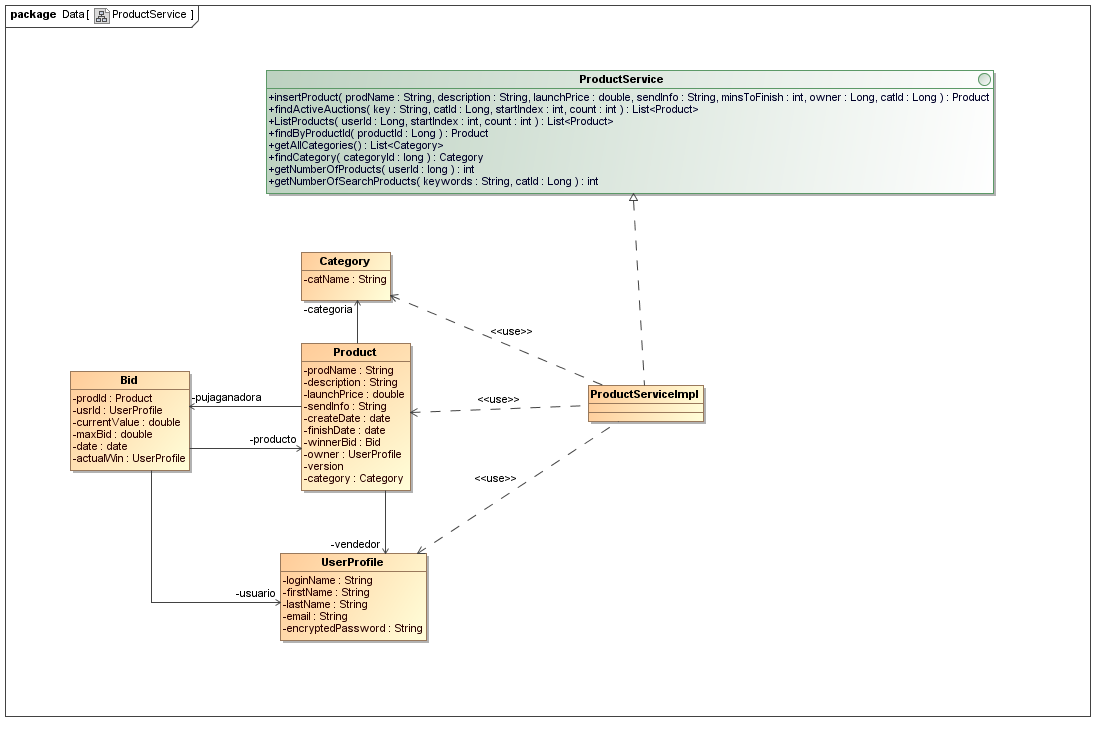 package Data[ ProductService ]
ProductService
+insertProduct( prodName : String, description : String, launchPrice : double, sendInfo : String, minsToFinish : int, owner : Long, catId : Long ) : Product
+findActiveAuctions( key : String, catId : Long, startIndex : int, count : int ) : List<Product>
+ListProducts( userId : Long, startIndex : int, count : int ) : List<Product>
+findByProductId( productId : Long ) : Product
+getAllCategories() : List<Category>
+findCategory( categoryId : long ) : Category
+getNumberOfProducts( userId : long ) : int
+getNumberOfSearchProducts( keywords : String, catId : Long ) : int
Category
-catName : String
-categoria
<<use>>
Product
-prodName : String
-description : String
-launchPrice : double
-sendInfo : String
-createDate : date
-finishDate : date
-winnerBid : Bid
-owner : UserProfile
-version
-category : Category
Bid
-prodId : Product
-usrId : UserProfile
-currentValue : double
-maxBid : double
-date : date
-actualWin : UserProfile
-pujaganadora
-producto
<<use>>
ProductServiceImpl
<<use>>
-vendedor
-usuario
UserProfile
-loginName : String
-firstName : String
-lastName : String
-email : String
-encryptedPassword : String